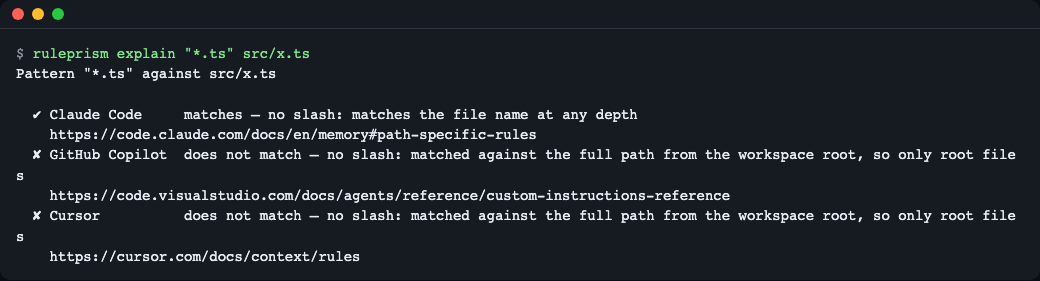 $ ruleprism explain "*.ts" src/x.ts
Pattern "*.ts" against src/x.ts
✔ Claude Code     matches — no slash: matches the file name at any depth
https://code.claude.com/docs/en/memory#path-specific-rules
✘ GitHub Copilot  does not match — no slash: matched against the full path from the workspace root, so only root file
s
https://code.visualstudio.com/docs/agents/reference/custom-instructions-reference
✘ Cursor          does not match — no slash: matched against the full path from the workspace root, so only root file
s
https://cursor.com/docs/context/rules